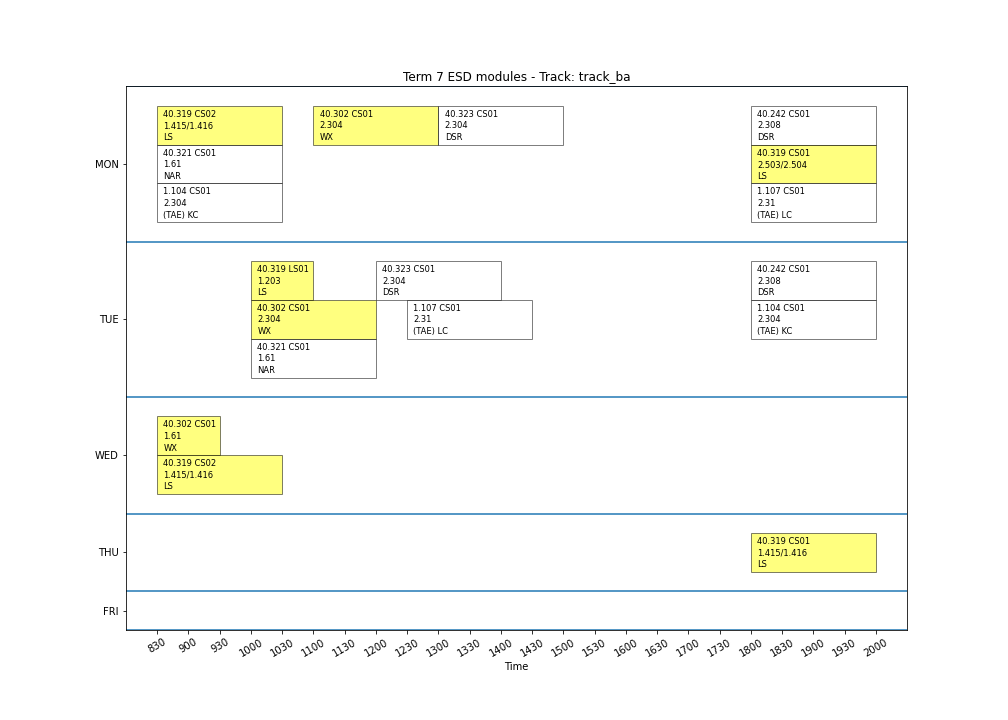 Term 7 ESD modules - Track: track_ba
MON
40.319 CS02
1.415/1.416
LS
40.321 CS01
1.61
NAR
1.104 CS01
2.304
(TAE) KC
40.302 CS01
2.304
WX
40.323 CS01
2.304
DSR
40.242 CS01
2.308
DSR
40.319 CS01
2.503/2.504
LS
1.107 CS01
2.31
(TAE) LC
TUE
40.319 LS01
1.203
LS
40.302 CS01
2.304
WX
40.321 CS01
1.61
NAR
40.323 CS01
2.304
DSR
1.107 CS01
2.31
(TAE) LC
40.242 CS01
2.308
DSR
1.104 CS01
2.304
(TAE) KC
WED
40.302 CS01
1.61
WX
40.319 CS02
1.415/1.416
LS
THU
40.319 CS01
1.415/1.416
LS
FRI
830 900 930 1000 1030 1100 1130 1200 1230 1300 1330 1400 1430 1500 1530 1600 1630 1700 1730 1800 1830 1900 1930 2000
Time